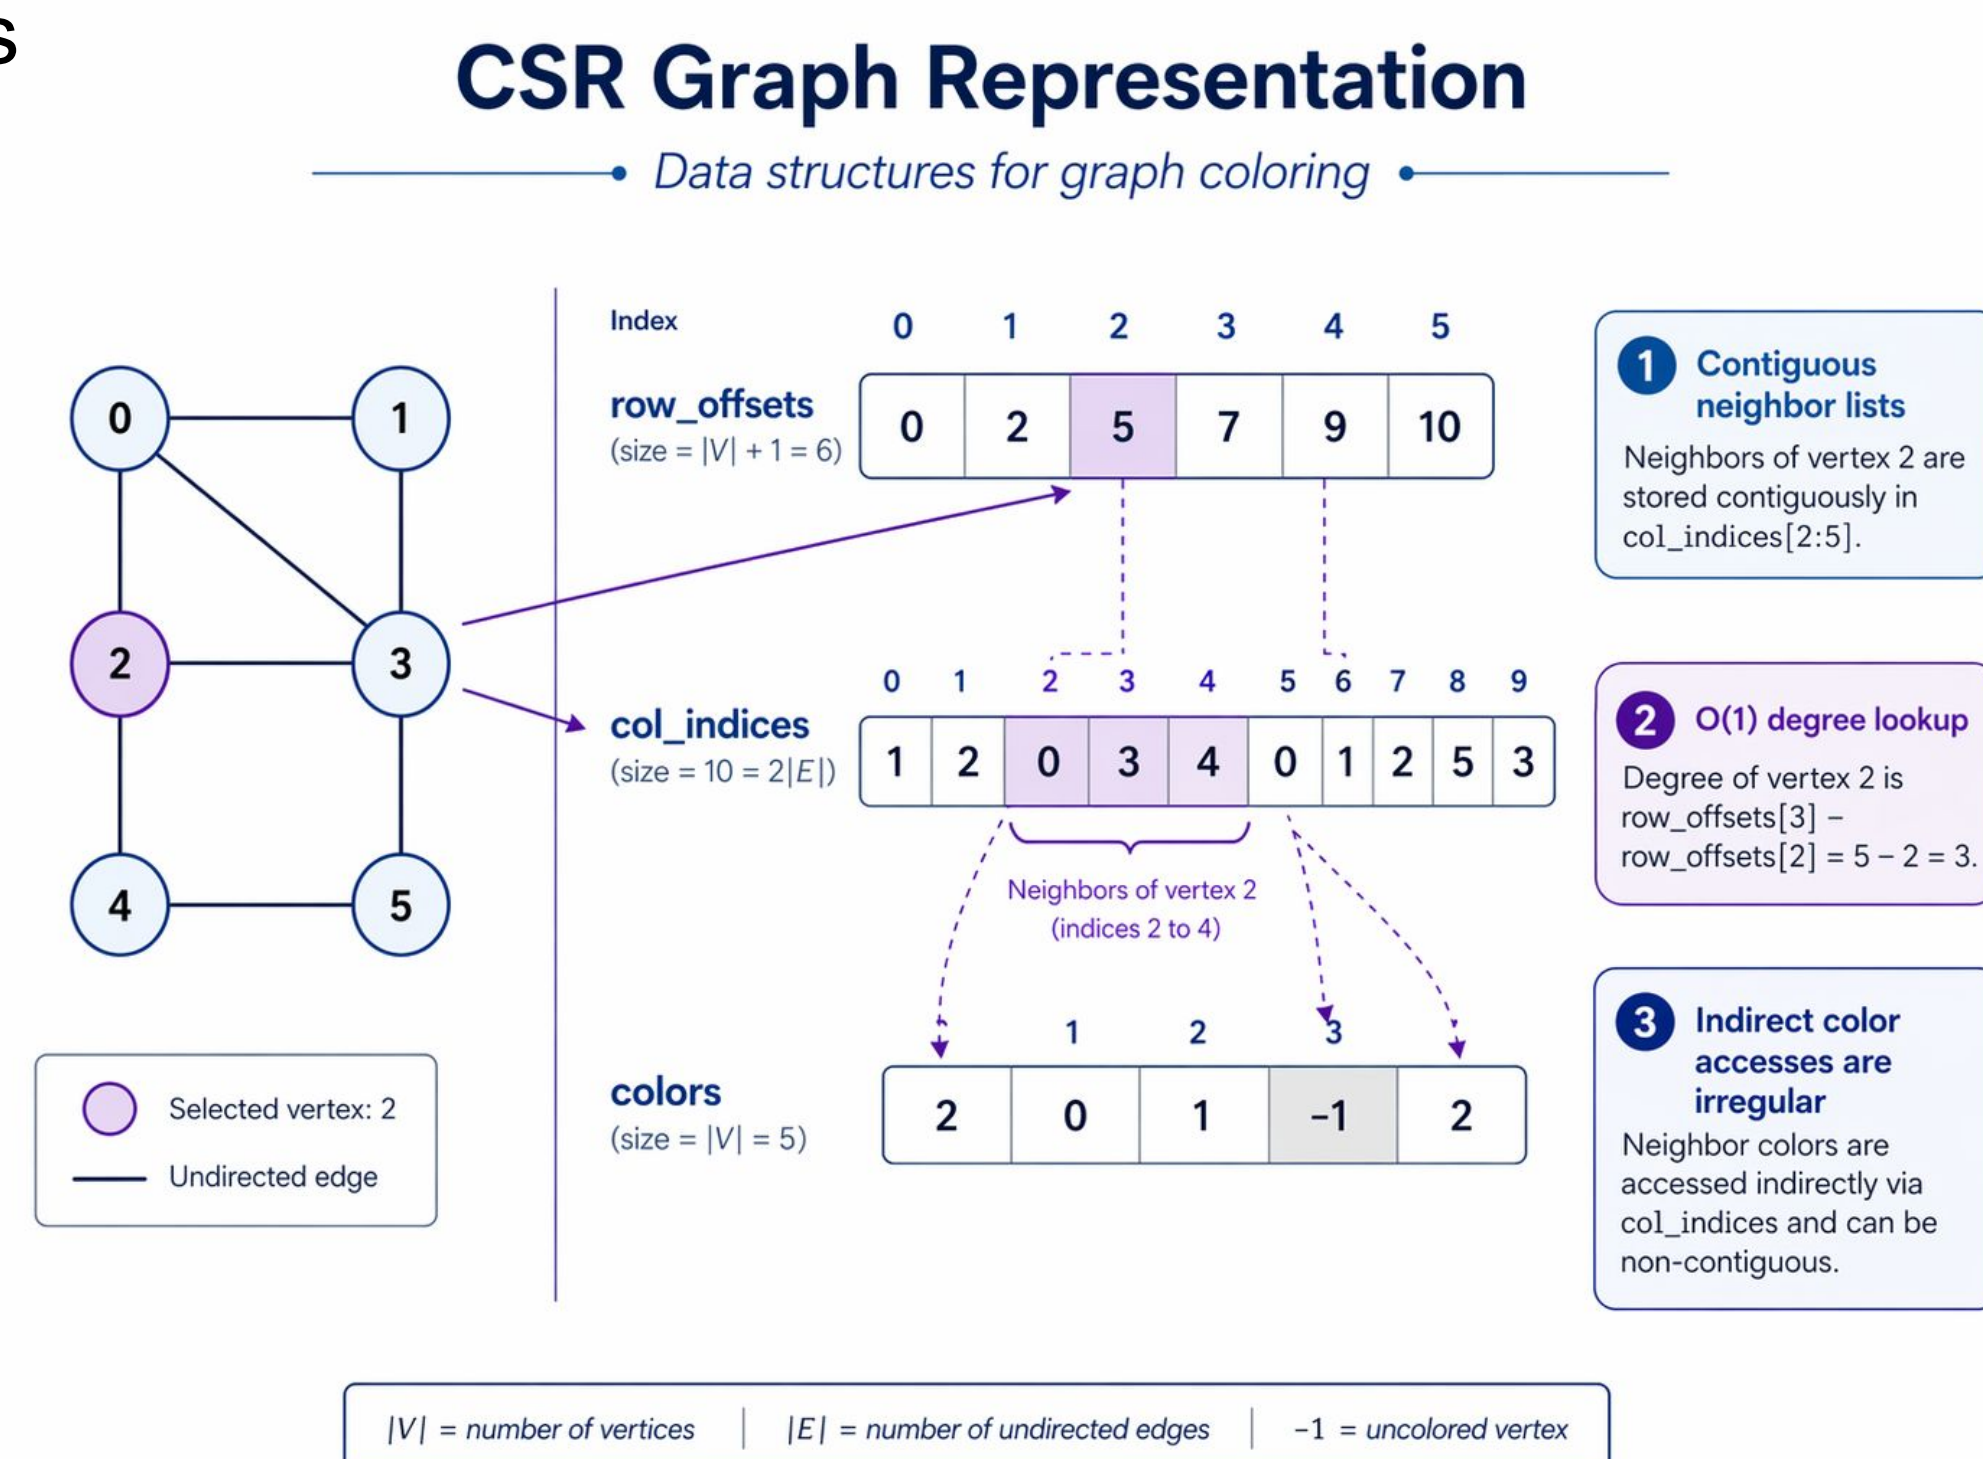 s
CSR Graph Representation
Data structures for graph coloring
0
1
2
3
4
5
Selected vertex: 2
Undirected edge
Index 0 1 2 3 4 5
row_offsets
(size = |V| + 1 = 6)
0 2 5 7 9 10
0 1 2 3 4 5 6 7 8 9
col_indices
(size = 10 = 2|E|)
1 2 0 3 4 0 1 2 5 3
Neighbors of vertex 2
(indices 2 to 4)
1 2 3
colors
(size = |V| = 5)
2 0 1 −1 2
1 Contiguous
neighbor lists
Neighbors of vertex 2 are
stored contiguously in
col_indices[2:5].
2 O(1) degree lookup
Degree of vertex 2 is
row_offsets[3] −
row_offsets[2] = 5 − 2 = 3.
3 Indirect color
accesses are
irregular
Neighbor colors are
accessed indirectly via
col_indices and can be
non-contiguous.
|V| = number of vertices | |E| = number of undirected edges | −1 = uncolored vertex